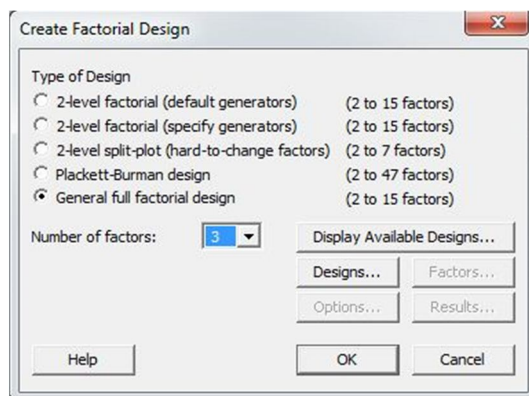 Create Factorial Design
Type of Design
2-level factorial (default generators) (2 to 15 factors)
2-level factorial (specify generators) (2 to 15 factors)
2-level split-plot (hard-to-change factors) (2 to 7 factors)
Plackett-Burman design (2 to 47 factors)
General full factorial design (2 to 15 factors)
Number of factors: 3 Display Available Designs...
Designs... Factors...
Options... Results...
Help OK Cancel